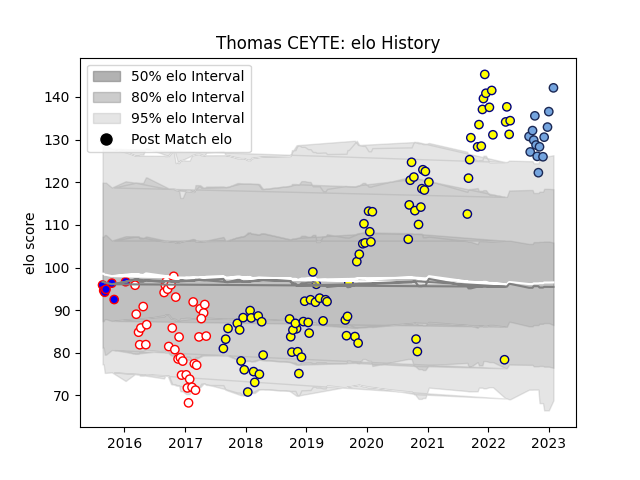 Thomas CEYTE: elo History
50% elo Interval
80% elo Interval
95% elo Interval
Post Match elo
elo score
140
130
120
110
100
90
80
70
2016 2017 2018 2019 2020 2021 2022 2023